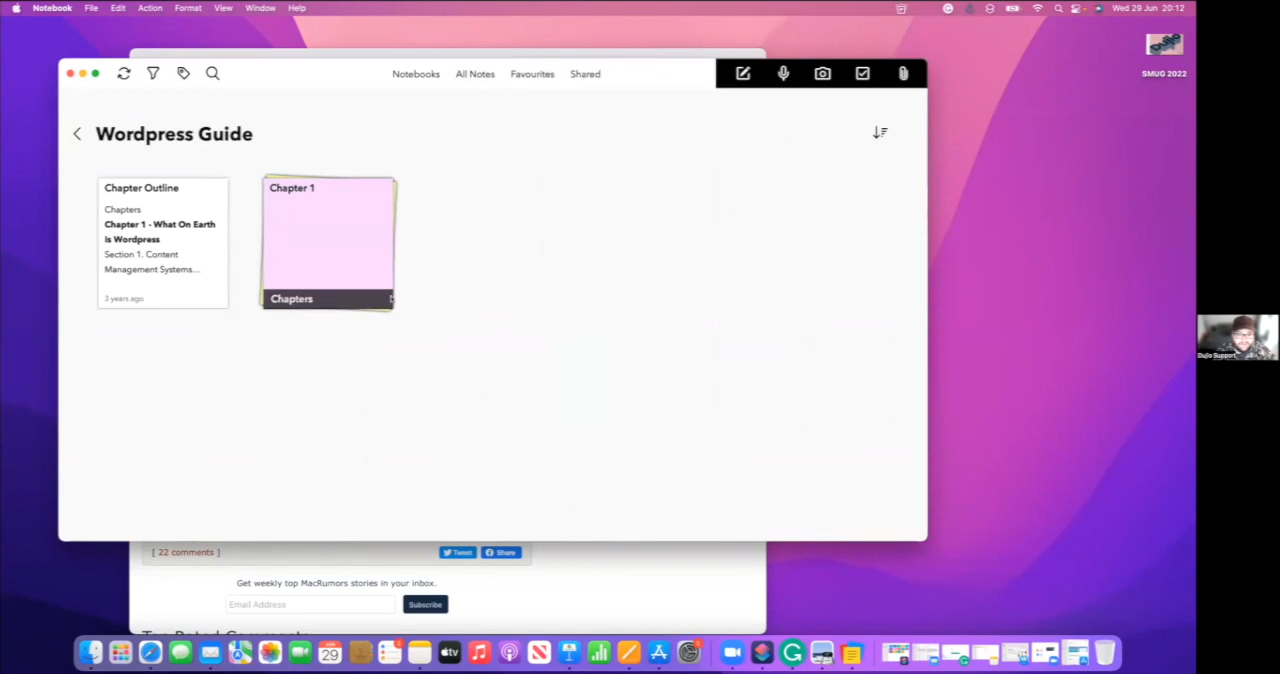 Notebook File Edit Action Format View Window Help
Wed 29 Jun 20:12
SMUG 2022
Notebooks All Notes Favourites Shared
Wordpress Guide
Chapter Outline
Chapters
Chapter 1 - What On Earth
Is Wordpress
Section 1. Content
Management Systems...
3 years ago
Chapter 1
Chapters
Dujio Support
[ 22 comments ]
Tweet
Share
Get weekly top MacRumors stories in your inbox.
Email Address
Subscribe
29
tv